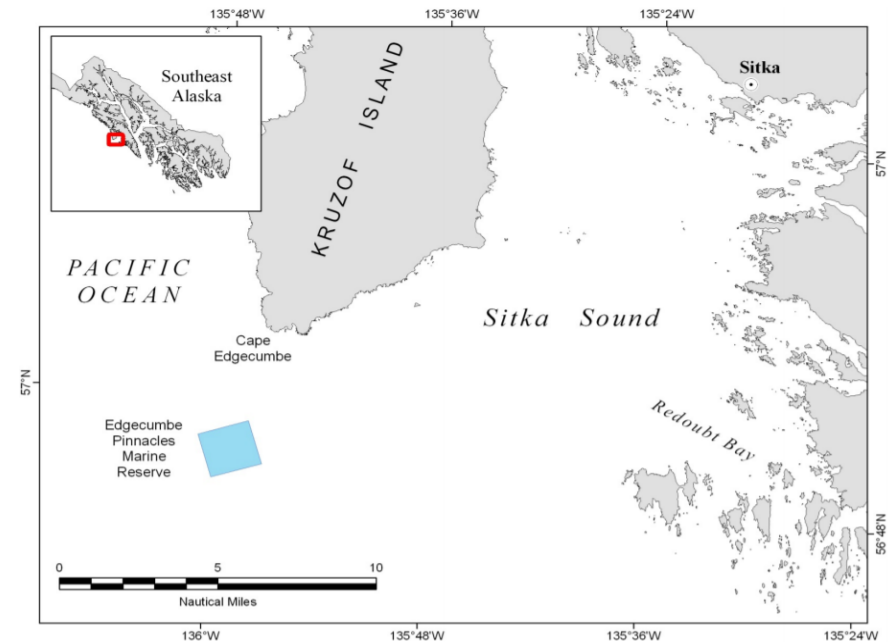 135°48'W 135°36'W 135°24'W
Southeast
Alaska
Sitka
KRUZOF ISLAND
57°N
PACIFIC
OCEAN
Sitka Sound
Cape
Edgecumbe
57°N
Redoubt Bay
Edgecumbe
Pinnacles
Marine
Reserve
56°48'N
0 5 10
Nautical Miles
136°W 135°48'W 135°36'W 135°24'W